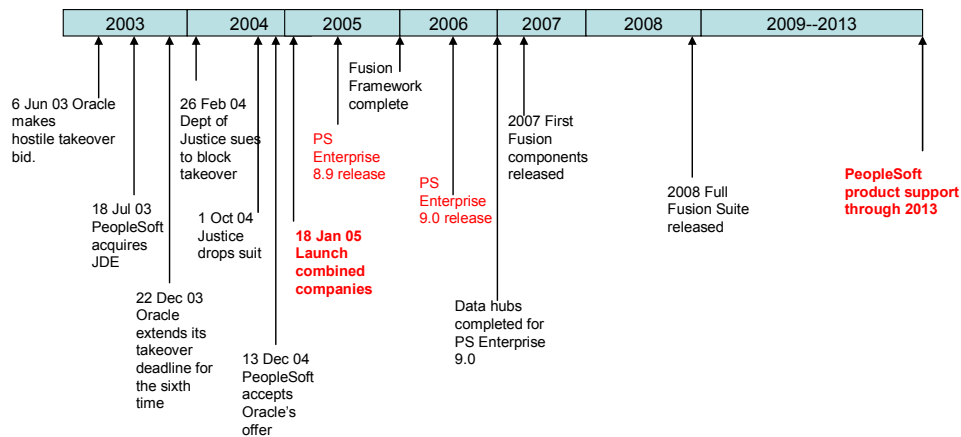 2003 2004 2005 2006 2007 2008 2009--2013
6 Jun 03 Oracle
makes
hostile takeover
bid.
18 Jul 03
PeopleSoft
acquires
JDE
22 Dec 03
Oracle
extends its
takeover
deadline for
the sixth
time
26 Feb 04
Dept of
Justice sues
to block
takeover
1 Oct 04
Justice
drops suit
13 Dec 04
PeopleSoft
accepts
Oracle's
offer
18 Jan 05
Launch
combined
companies
PS
Enterprise
8.9 release
Fusion
Framework
complete
PS
Enterprise
9.0 release
Data hubs
completed for
PS Enterprise
9.0
2007 First
Fusion
components
released
2008 Full
Fusion Suite
released
PeopleSoft
product support
through 2013